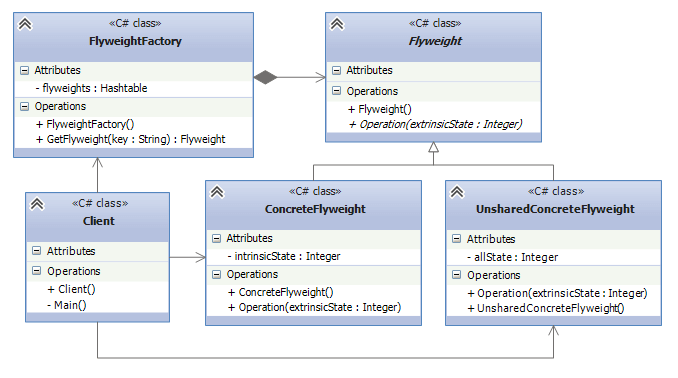 «C# class»
FlyweightFactory
Attributes
- flyweights : Hashtable
Operations
+ FlyweightFactory()
+ GetFlyweight(key : String) : Flyweight
«C# class»
Flyweight
Attributes
Operations
+ Flyweight()
+ Operation(extrinsicState : Integer)
«C# class»
Client
Attributes
Operations
+ Client()
- Main()
«C# class»
ConcreteFlyweight
Attributes
- intrinsicState : Integer
Operations
+ ConcreteFlyweight()
+ Operation(extrinsicState : Integer)
«C# class»
UnsharedConcreteFlyweight
Attributes
- allState : Integer
Operations
+ Operation(extrinsicState : Integer)
+ UnsharedConcreteFlyweight()